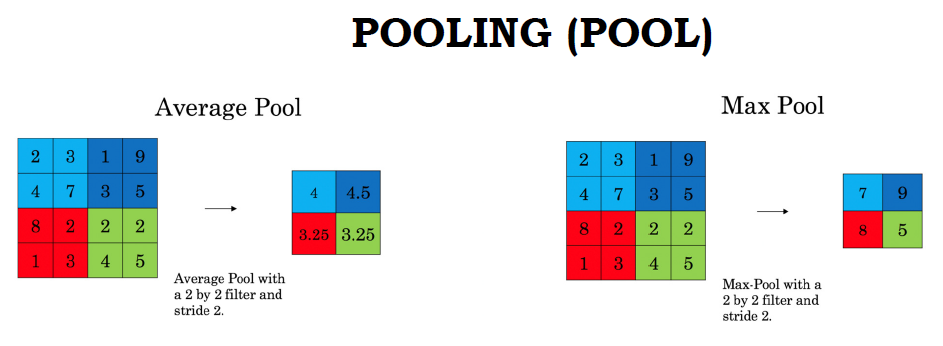 POOLING (POOL)
Average Pool
2 3 1 9
4 7 3 5
8 2 2 2
1 3 4 5
Average Pool with
a 2 by 2 filter and
stride 2.
4 4.5
3.25 3.25
Max Pool
2 3 1 9
4 7 3 5
8 2 2 2
1 3 4 5
Max-Pool with a
2 by 2 filter and
stride 2.
7 9
8 5